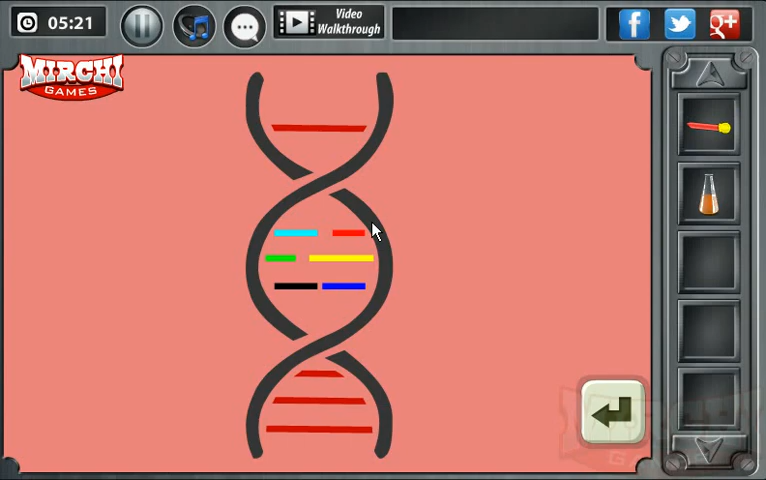 05:21
Video
Walkthrough
f
g+
MIRCHI
GAMES